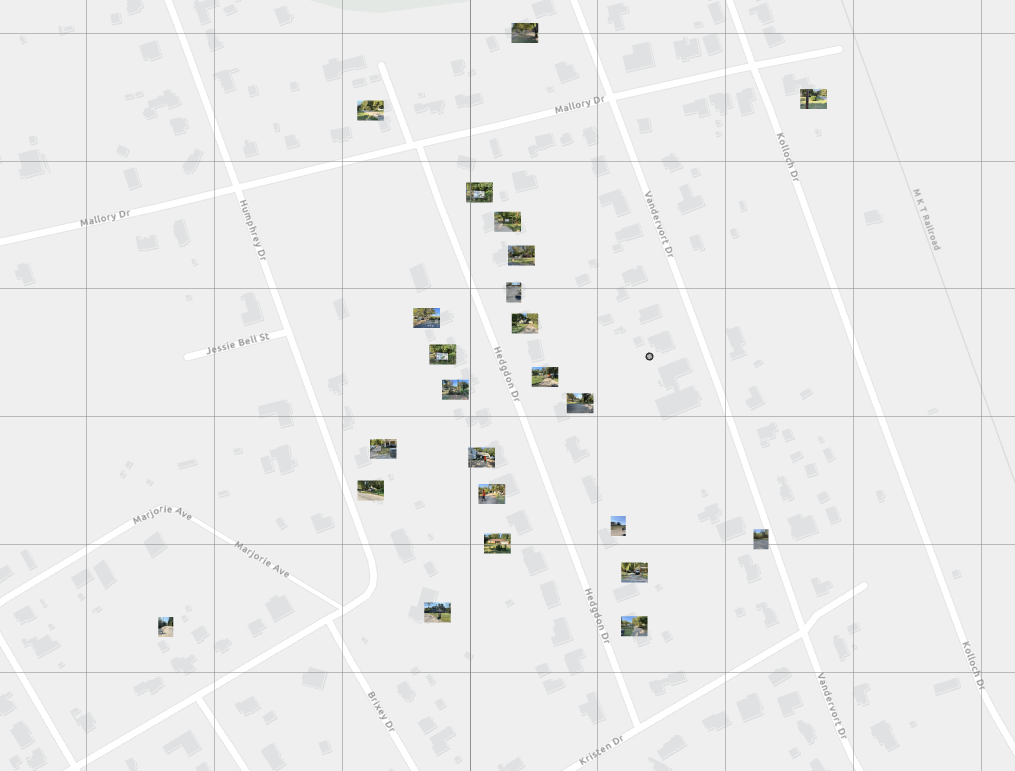 Mallory Dr
Kolloch Dr
Mallory Dr
Humphrey Dr
Vandervort Dr
M K T Railroad
Jessie Bell St
Hedgdon Dr
Marjorie Ave
Marjorie Ave
Hedgdon Dr
Kolloch Dr
Brixey Dr
Vandervort Dr
Kristen Dr